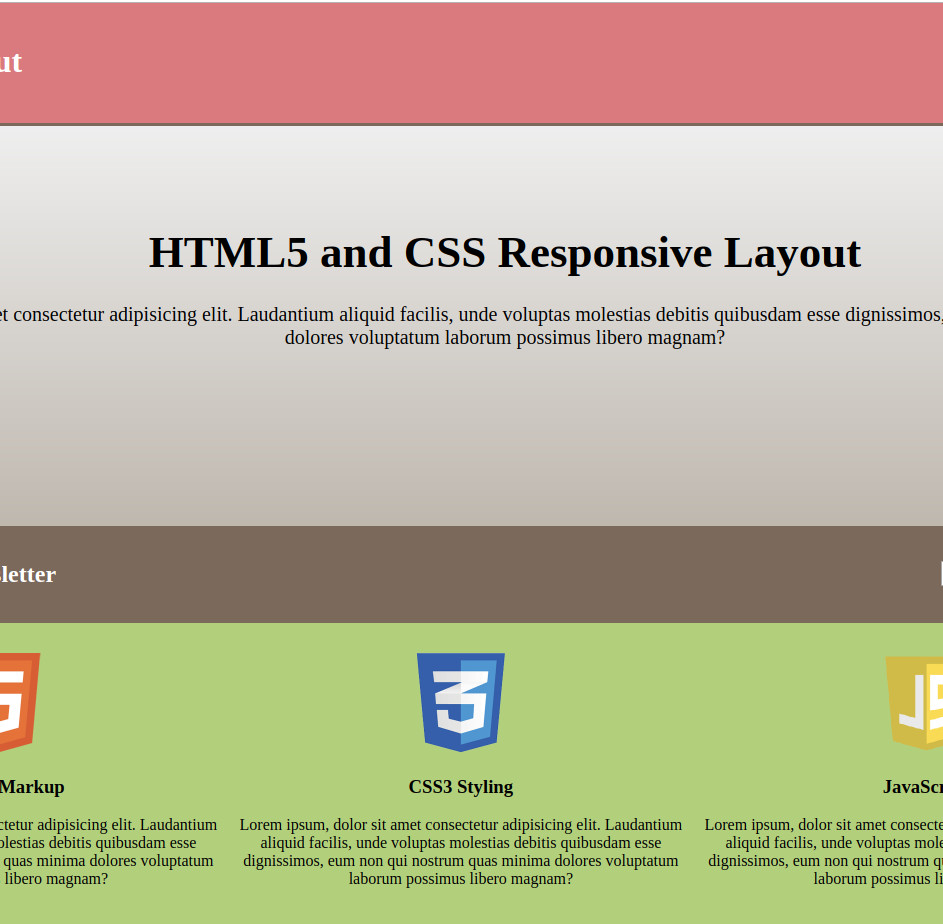 ut
HTML5 and CSS Responsive Layout
et consectetur adipisicing elit. Laudantium aliquid facilis, unde voluptas molestias debitis quibusdam esse dignissimos,
dolores voluptatum laborum possimus libero magnam?
sletter
Markup
CSS3 Styling
JavaScr
ctetur adipisicing elit. Laudantium
olestias debitis quibusdam esse
quas minima dolores voluptatum
libero magnam?
Lorem ipsum, dolor sit amet consectetur adipisicing elit. Laudantium
aliquid facilis, unde voluptas molestias debitis quibusdam esse
dignissimos, eum non qui nostrum quas minima dolores voluptatum
laborum possimus libero magnam?
Lorem ipsum, dolor sit amet consecte
aliquid facilis, unde voluptas mole
dignissimos, eum non qui nostrum q
laborum possimus li